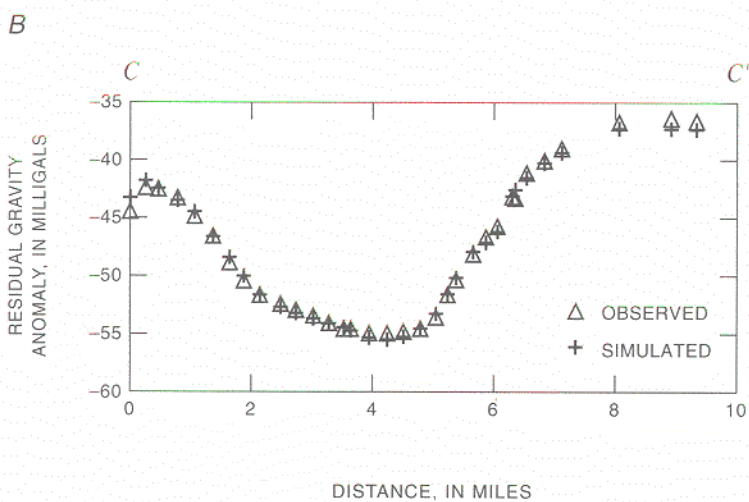 B
C
C'
−35
−40
−45
−50
−55
−60
RESIDUAL GRAVITY
ANOMALY, IN MILLIGALS
OBSERVED
SIMULATED
0 2 4 6 8 10
DISTANCE, IN MILES